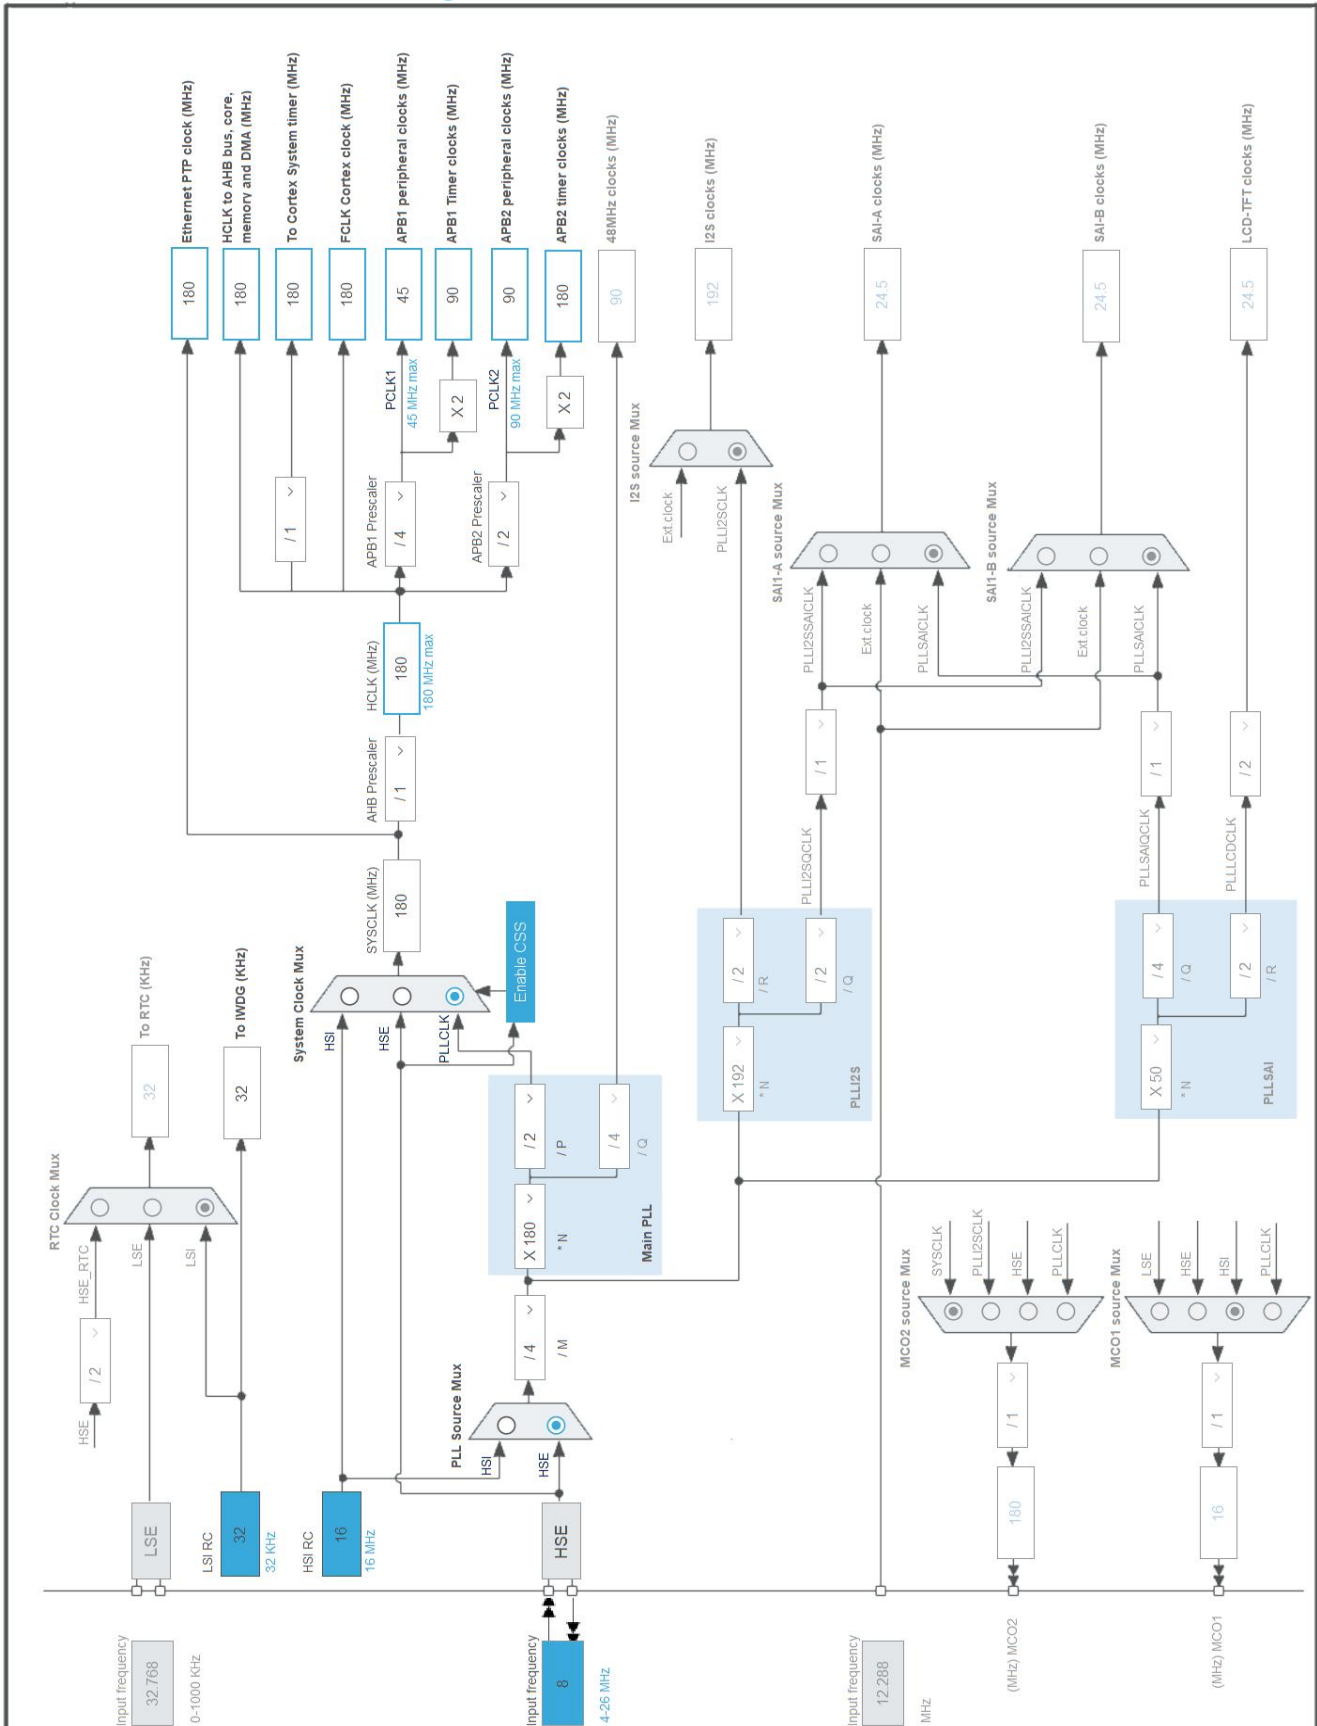 Input frequency
32.768
0-1000 KHz
LSE
LSI RC
32
32 KHz
HSI RC
16
16 MHz
Input frequency
8
4-26 MHz
HSE
Input frequency
12.288
MHz
HSE
/ 2
HSE_RTC
LSE
LSI
RTC Clock Mux
32
To RTC (KHz)
32
To IWDG (KHz)
PLL Source Mux
HSI
HSE
/ 4
/ M
X 180
* N
/ 2
/ P
/ 4
/ Q
Main PLL
System Clock Mux
HSI
HSE
PLLCLK
Enable CSS
SYSCLK (MHz)
180
AHB Prescaler
/ 1
HCLK (MHz)
180
180 MHz max
/ 1
APB1 Prescaler
/ 4
PCLK1
45 MHz max
X 2
APB2 Prescaler
/ 2
PCLK2
90 MHz max
X 2
180
Ethernet PTP clock (MHz)
180
HCLK to AHB bus, core,
memory and DMA (MHz)
180
To Cortex System timer (MHz)
180
FCLK Cortex clock (MHz)
45
APB1 peripheral clocks (MHz)
90
APB1 Timer clocks (MHz)
90
APB2 peripheral clocks (MHz)
180
APB2 timer clocks (MHz)
90
48MHz clocks (MHz)
X 192
* N
/ 2
/ R
/ 2
/ Q
PLLI2S
PLLI2SQCLK
/ 1
I2S source Mux
Ext.clock
PLLI2SCLK
192
I2S clocks (MHz)
SAI1-A source Mux
PLLI2SSAICLK
Ext.clock
PLLSAICLK
24.5
SAI-A clocks (MHz)
SAI1-B source Mux
PLLI2SSAICLK
Ext.clock
PLLSAICLK
24.5
SAI-B clocks (MHz)
X 50
* N
/ 4
/ Q
/ 2
/ R
PLLSAI
PLLSAIQCLK
/ 1
PLLLCDCLK
/ 2
24.5
LCD-TFT clocks (MHz)
MCO2 source Mux
SYSCLK
PLLI2SCLK
HSE
PLLCLK
/ 1
180
(MHz) MCO2
MCO1 source Mux
LSE
HSE
HSI
PLLCLK
/ 1
16
(MHz) MCO1